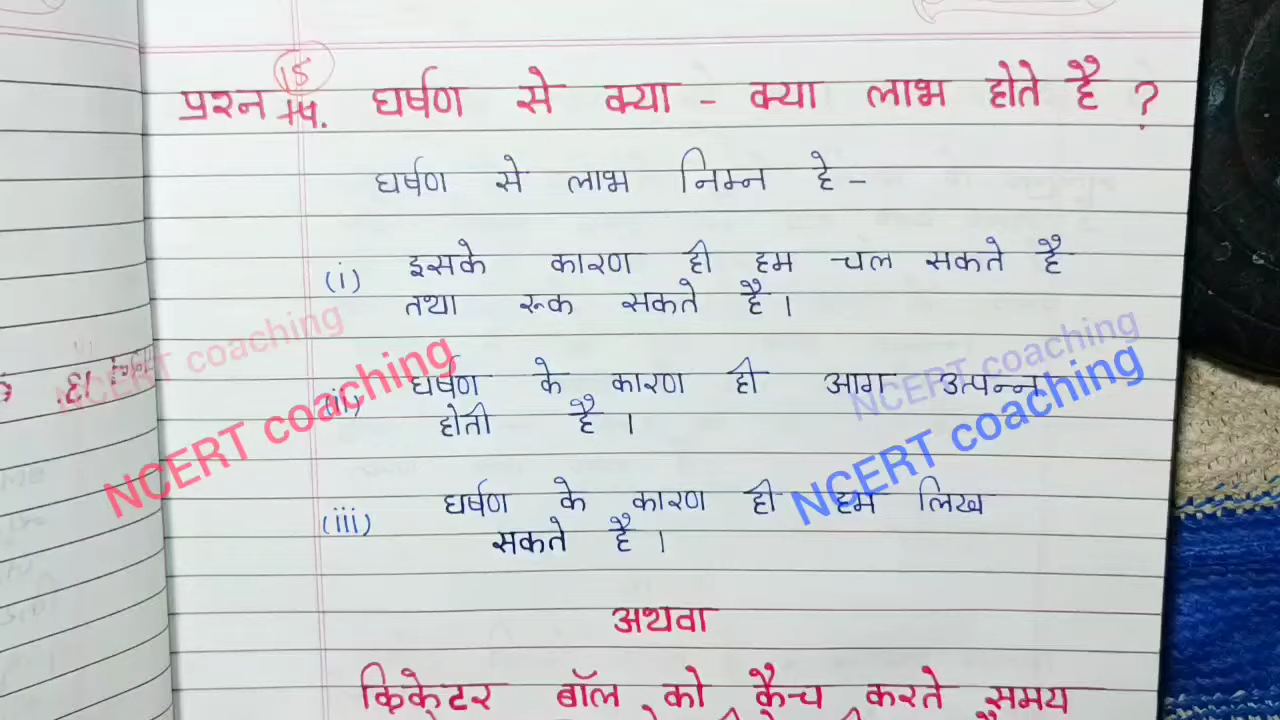 15
प्रश्न 14. घर्षण से क्या - क्या लाभ होते है ?
घर्षण से लाभ निम्न है -
(i) इसके कारण ही हम चल सकते है
तथा रूक सकते है ।
(ii) घर्षण के कारण ही आग उत्पन्न
होती है ।
(iii) घर्षण के कारण ही हम लिख
सकते है ।
अथवा
क्रिकेटर बॉल को कैच करते समय
NCERT coaching
NCERT coaching
NCERT coaching
NCERT coaching